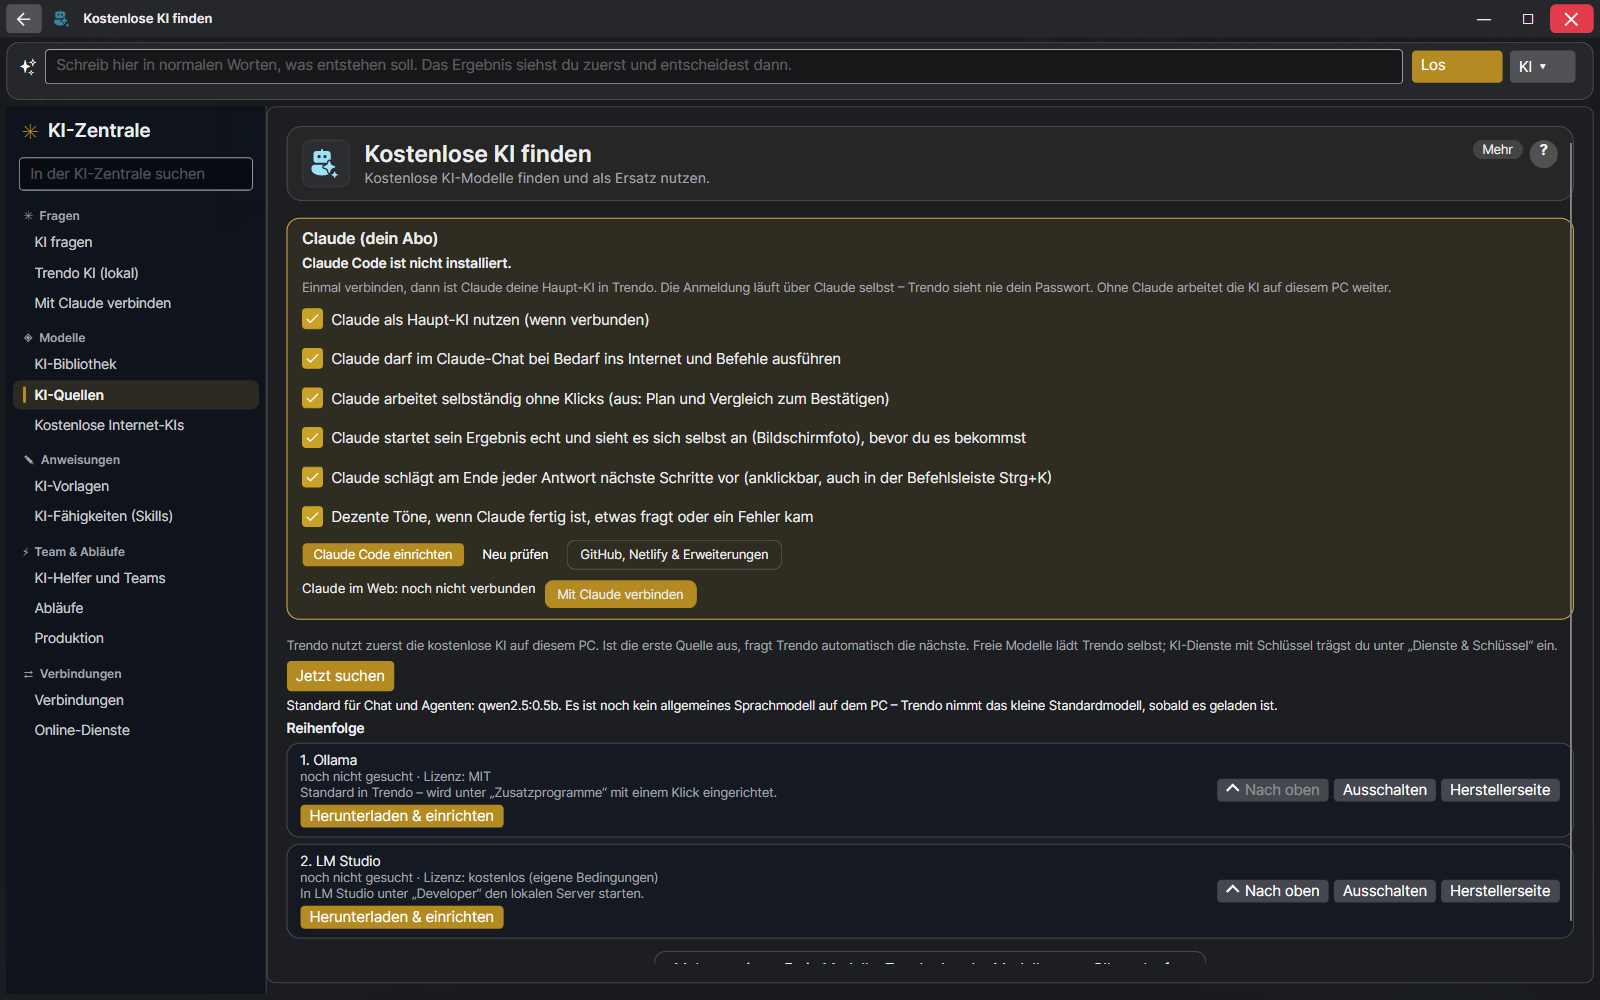 Kostenlose KI finden
Schreib hier in normalen Worten, was entstehen soll. Das Ergebnis siehst du zuerst und entscheidest dann.
Los
KI
KI-Zentrale
In der KI-Zentrale suchen
Fragen
KI fragen
Trendo KI (lokal)
Mit Claude verbinden
Modelle
KI-Bibliothek
KI-Quellen
Kostenlose Internet-KIs
Anweisungen
KI-Vorlagen
KI-Fähigkeiten (Skills)
Team & Abläufe
KI-Helfer und Teams
Abläufe
Produktion
Verbindungen
Verbindungen
Online-Dienste
Kostenlose KI finden
Kostenlose KI-Modelle finden und als Ersatz nutzen.
Mehr
?
Claude (dein Abo)
Claude Code ist nicht installiert.
Einmal verbinden, dann ist Claude deine Haupt-KI in Trendo. Die Anmeldung läuft über Claude selbst – Trendo sieht nie dein Passwort. Ohne Claude arbeitet die KI auf diesem PC weiter.
Claude als Haupt-KI nutzen (wenn verbunden)
Claude darf im Claude-Chat bei Bedarf ins Internet und Befehle ausführen
Claude arbeitet selbständig ohne Klicks (aus: Plan und Vergleich zum Bestätigen)
Claude startet sein Ergebnis echt und sieht es sich selbst an (Bildschirmfoto), bevor du es bekommst
Claude schlägt am Ende jeder Antwort nächste Schritte vor (anklickbar, auch in der Befehlsleiste Strg+K)
Dezente Töne, wenn Claude fertig ist, etwas fragt oder ein Fehler kam
Claude Code einrichten
Neu prüfen
GitHub, Netlify & Erweiterungen
Claude im Web: noch nicht verbunden
Mit Claude verbinden
Trendo nutzt zuerst die kostenlose KI auf diesem PC. Ist die erste Quelle aus, fragt Trendo automatisch die nächste. Freie Modelle lädt Trendo selbst; KI-Dienste mit Schlüssel trägst du unter „Dienste & Schlüssel“ ein.
Jetzt suchen
Standard für Chat und Agenten: qwen2.5:0.5b. Es ist noch kein allgemeines Sprachmodell auf dem PC – Trendo nimmt das kleine Standardmodell, sobald es geladen ist.
Reihenfolge
1. Ollama
noch nicht gesucht · Lizenz: MIT
Standard in Trendo – wird unter „Zusatzprogramme“ mit einem Klick eingerichtet.
Herunterladen & einrichten
Nach oben
Ausschalten
Herstellerseite
2. LM Studio
noch nicht gesucht · Lizenz: kostenlos (eigene Bedingungen)
In LM Studio unter „Developer“ den lokalen Server starten.
Herunterladen & einrichten
Nach oben
Ausschalten
Herstellerseite